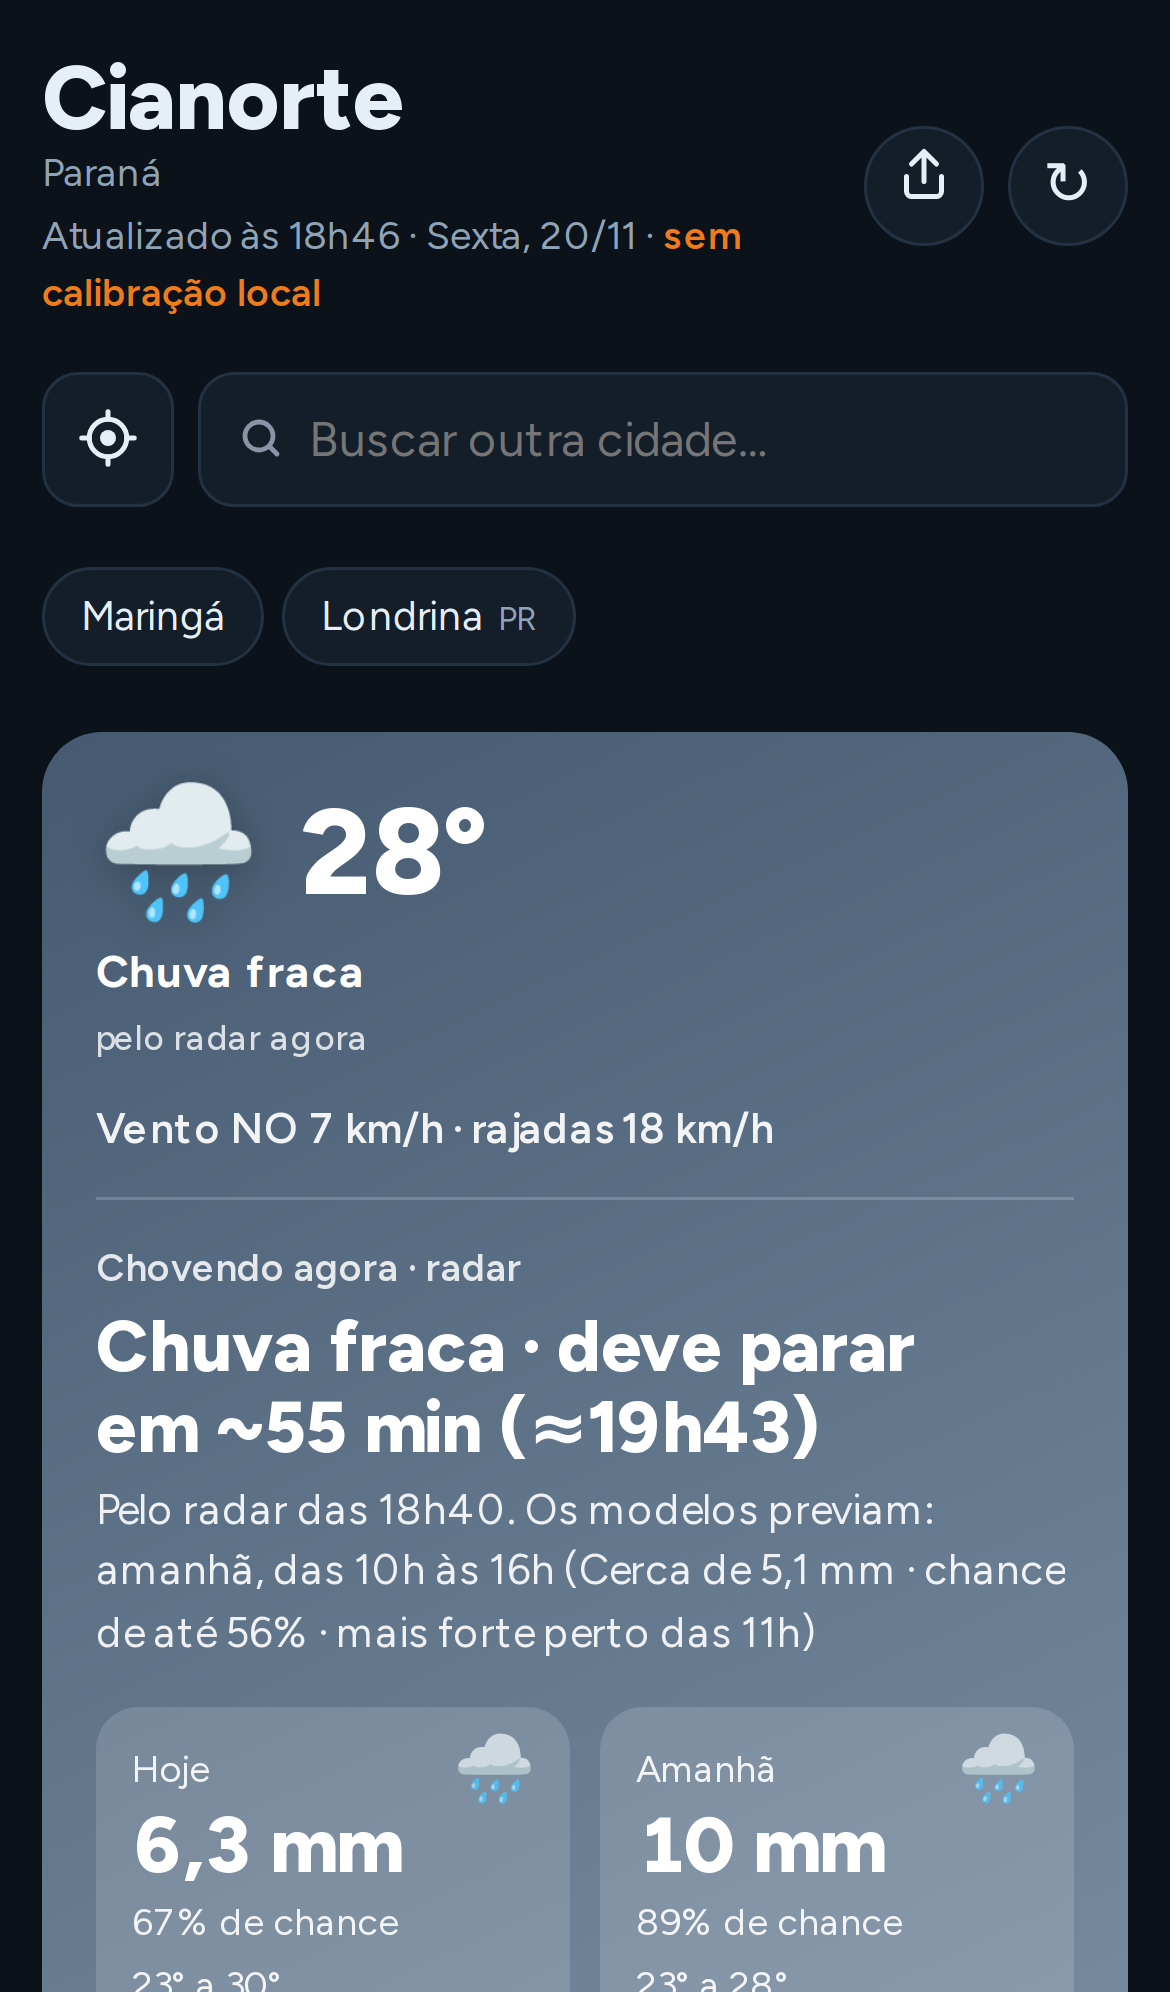 Cianorte
Paraná
Atualizado às 18h46 · Sexta, 20/11 · sem
calibração local
Buscar outra cidade...
Maringá
Londrina PR
28°
Chuva fraca
pelo radar agora
Vento NO 7 km/h · rajadas 18 km/h
Chovendo agora · radar
Chuva fraca · deve parar
em ~55 min (≈19h43)
Pelo radar das 18h40. Os modelos previam:
amanhã, das 10h às 16h (Cerca de 5,1 mm · chance
de até 56% · mais forte perto das 11h)
Hoje
6,3 mm
67% de chance
23° a 30°
Amanhã
10 mm
89% de chance
23° a 28°